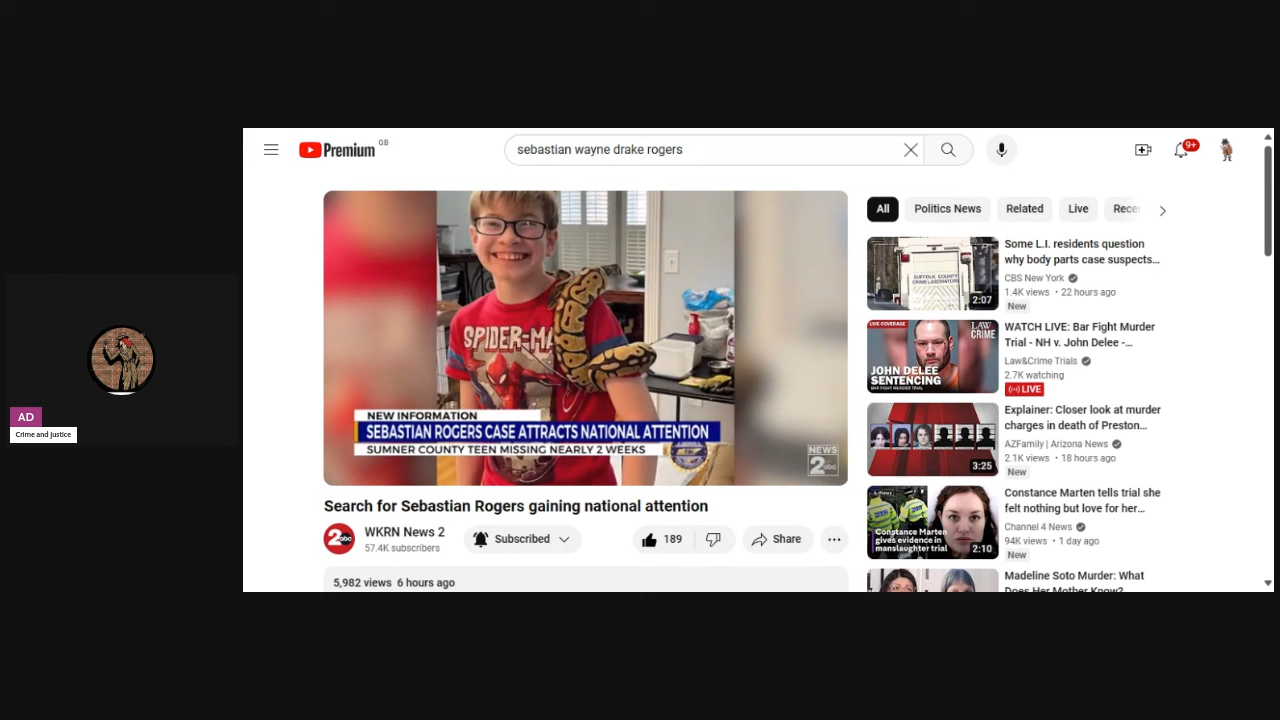 Premium GB
sebastian wayne drake rogers
9+
SPIDER-MA
NEW INFORMATION
SEBASTIAN ROGERS CASE ATTRACTS NATIONAL ATTENTION
SUMNER COUNTY TEEN MISSING NEARLY 2 WEEKS
NEWS
2 abc
Search for Sebastian Rogers gaining national attention
2 abc
WKRN News 2
57.4K subscribers
Subscribed
189
Share
5,982 views 6 hours ago
All
Politics News
Related
Live
Rece
SUFFOLK COUNTY
CRIME LABORATORY
2:07
Some L.I. residents question
why body parts case suspects...
CBS New York
1.4K views • 22 hours ago
New
LIVE COVERAGE
LAW&
CRIME
JOHN DELEE
SENTENCING
BAR FIGHT MURDER TRIAL
WATCH LIVE: Bar Fight Murder
Trial - NH v. John Delee -...
Law&Crime Trials
2.7K watching
LIVE
3:25
Explainer: Closer look at murder
charges in death of Preston...
AZFamily | Arizona News
2.1K views • 18 hours ago
New
Constance Marten
gives evidence in
manslaughter trial
2:10
Constance Marten tells trial she
felt nothing but love for her...
Channel 4 News
94K views • 1 day ago
New
Madeline Soto Murder: What
Does Her Mother Know?
AD
Crime and Justice